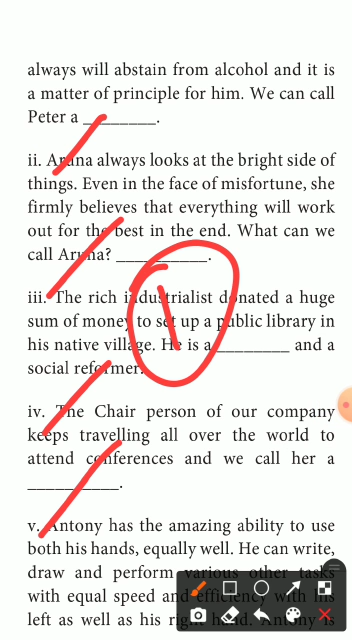 always will abstain from alcohol and it is
a matter of principle for him. We can call
Peter a ________.
ii. Aruna always looks at the bright side of
things. Even in the face of misfortune, she
firmly believes that everything will work
out for the best in the end. What can we
call Aruna? __________.
iii. The rich industrialist donated a huge
sum of money to set up a public library in
his native village. He is a ________ and a
social reformer.
iv. The Chair person of our company
keeps travelling all over the world to
attend conferences and we call her a
__________.
v. Antony has the amazing ability to use
both his hands, equally well. He can write,
draw and perform various other tasks
with equal speed and efficiency with his
left as well as his right hand. Antony is